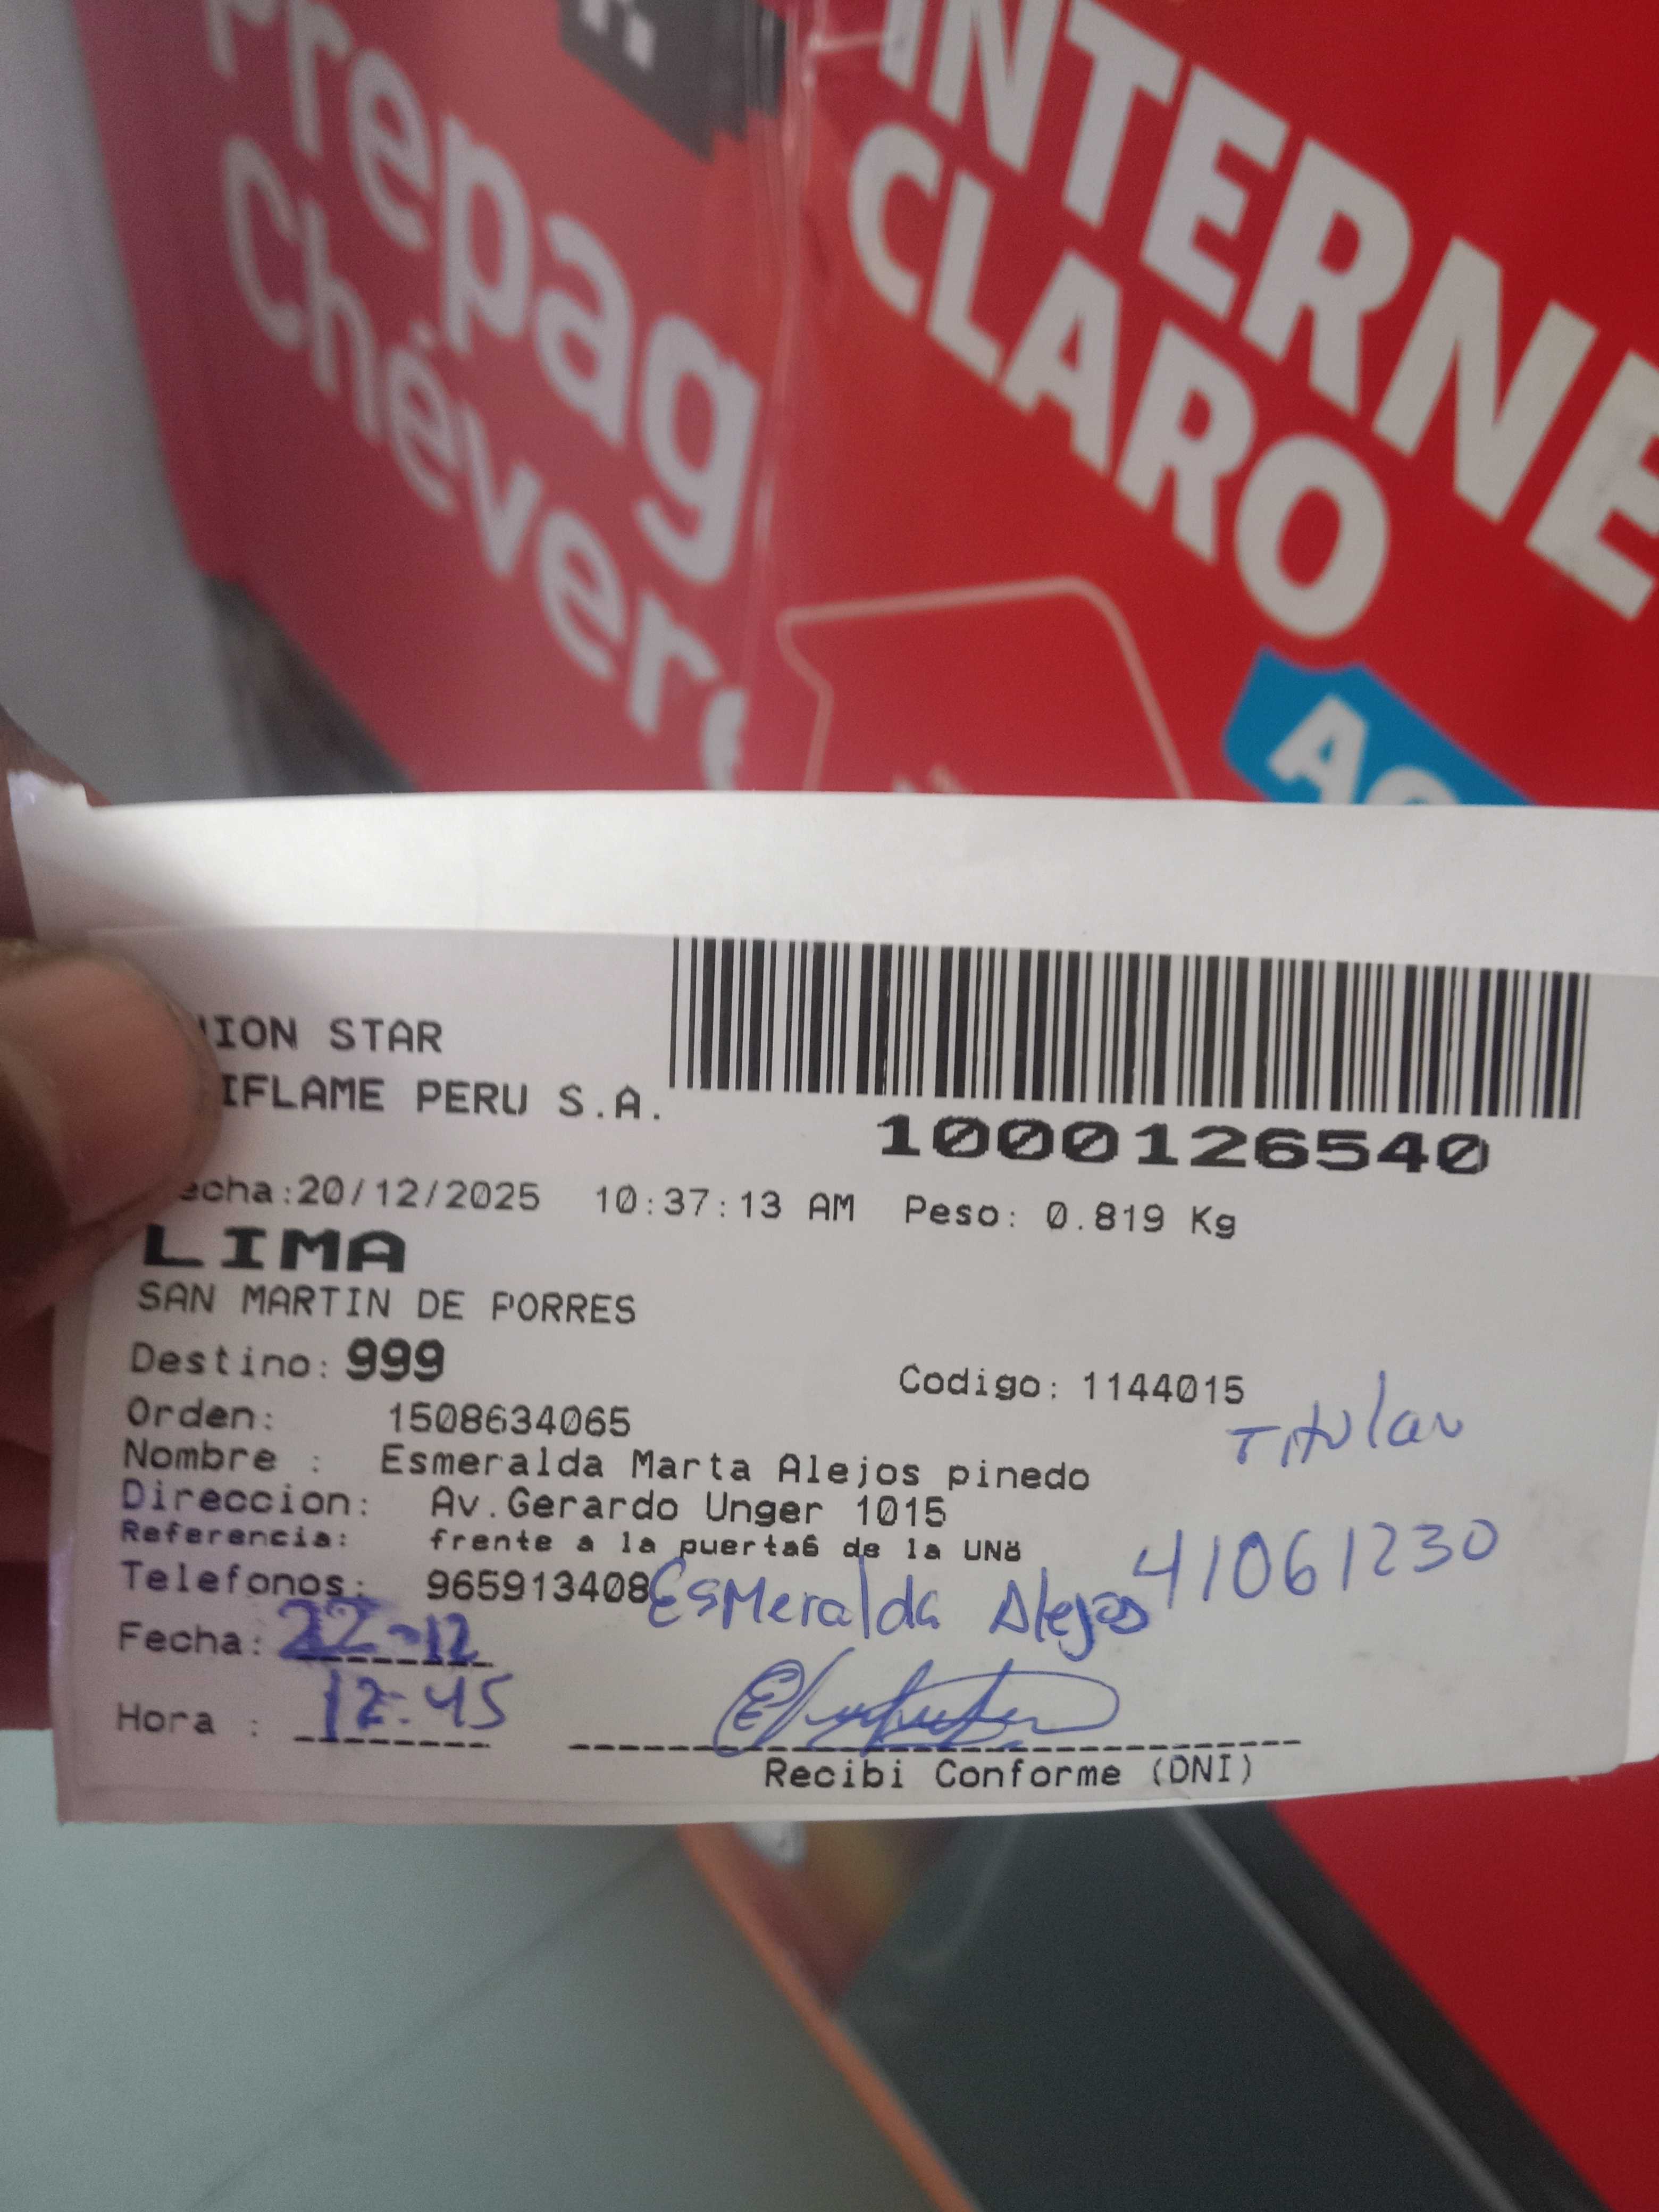 Prepag
Chévere
INTERNE
CLARO
ION STAR
IFLAME PERU S.A.
1000126540
echa:20/12/2025 10:37:13 AM Peso: 0.819 Kg
LIMA
SAN MARTIN DE PORRES
Destino: 999
Codigo: 1144015
Titular
Orden: 1508634065
Nombre : Esmeralda Marta Alejos pinedo
Direccion: Av.Gerardo Unger 1015
Referencia: frente a la puerta6 de la
41061230
Telefonos: 965913408
Esmeralda Alejos
Fecha: 22-12
Hora : 12:45
Recibi Conforme (DNI)